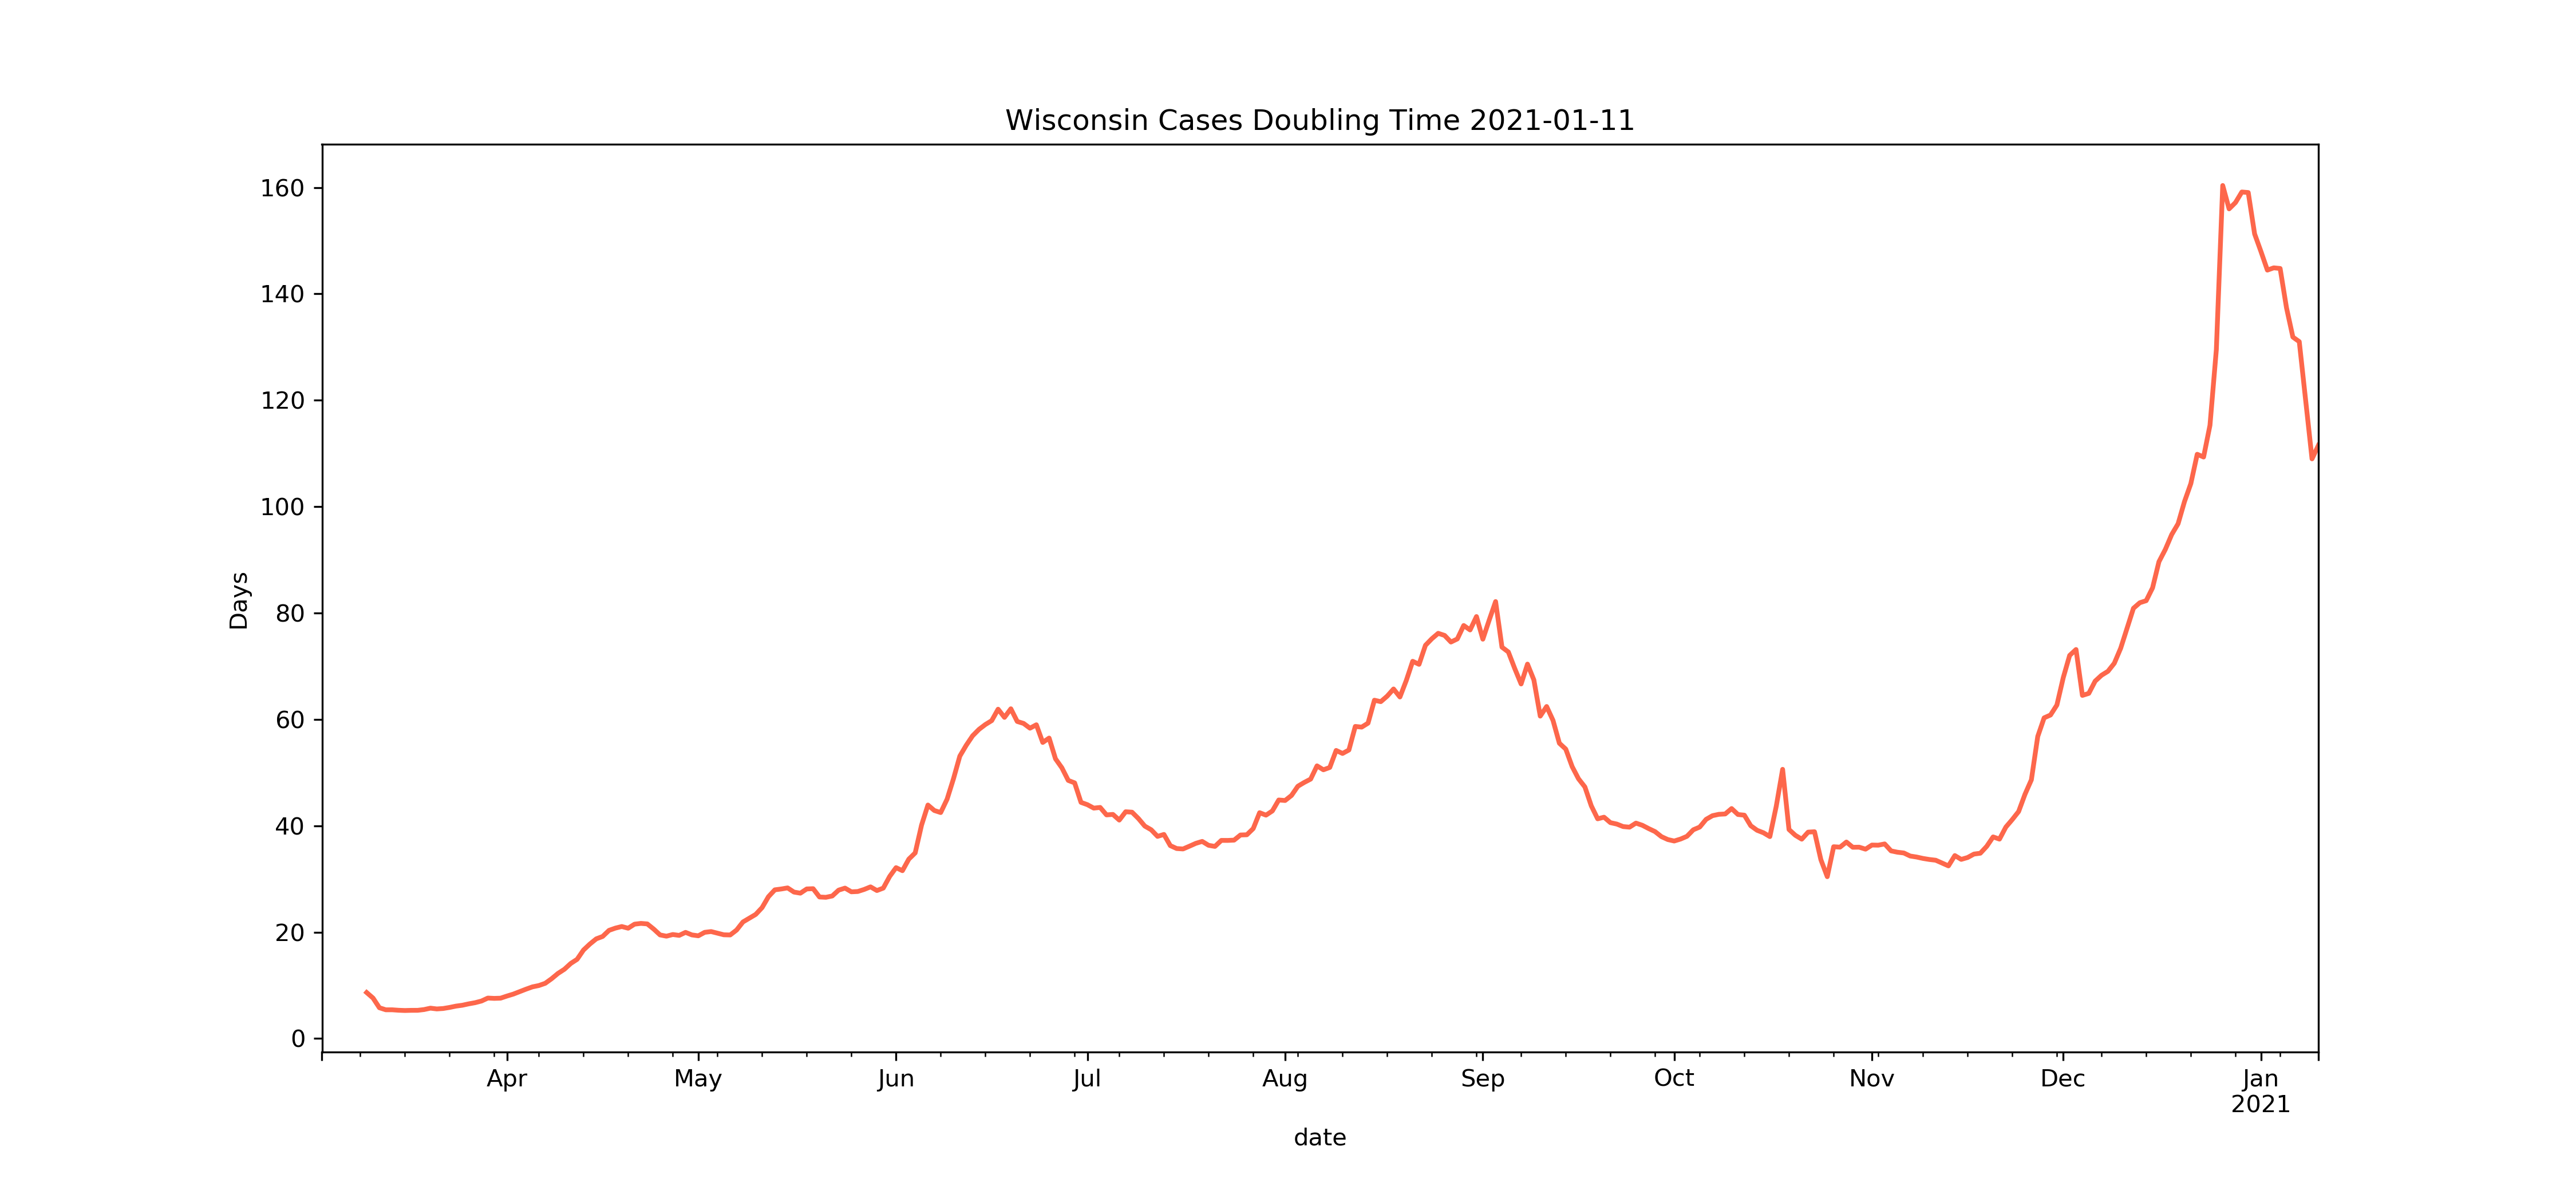 Wisconsin Cases Doubling Time 2021-01-11
160
140
120
100
80
60
40
20
0
Days
Apr May Jun Jul Aug Sep Oct Nov Dec Jan
2021
date